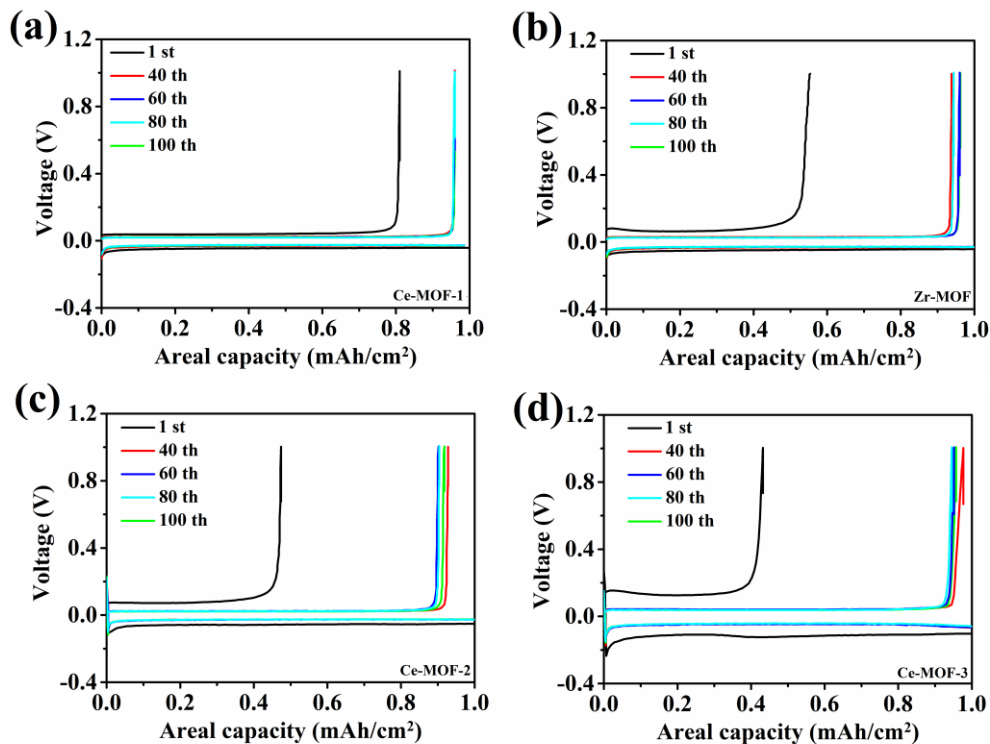 (a)
1.2
0.8
0.4
0.0
-0.4
Voltage (V)
1 st
40 th
60 th
80 th
100 th
Ce-MOF-1
0.0 0.2 0.4 0.6 0.8 1.0
Areal capacity (mAh/cm²)
(b)
1.2
0.8
0.4
0.0
-0.4
Voltage (V)
1 st
40 th
60 th
80 th
100 th
Zr-MOF
0.0 0.2 0.4 0.6 0.8 1.0
Areal capacity (mAh/cm²)
(c)
1.2
0.8
0.4
0.0
-0.4
Voltage (V)
1 st
40 th
60 th
80 th
100 th
Ce-MOF-2
0.0 0.2 0.4 0.6 0.8 1.0
Areal capacity (mAh/cm²)
(d)
1.2
0.8
0.4
0.0
-0.4
Voltage (V)
1 st
40 th
60 th
80 th
100 th
Ce-MOF-3
0.0 0.2 0.4 0.6 0.8 1.0
Areal capacity (mAh/cm²)